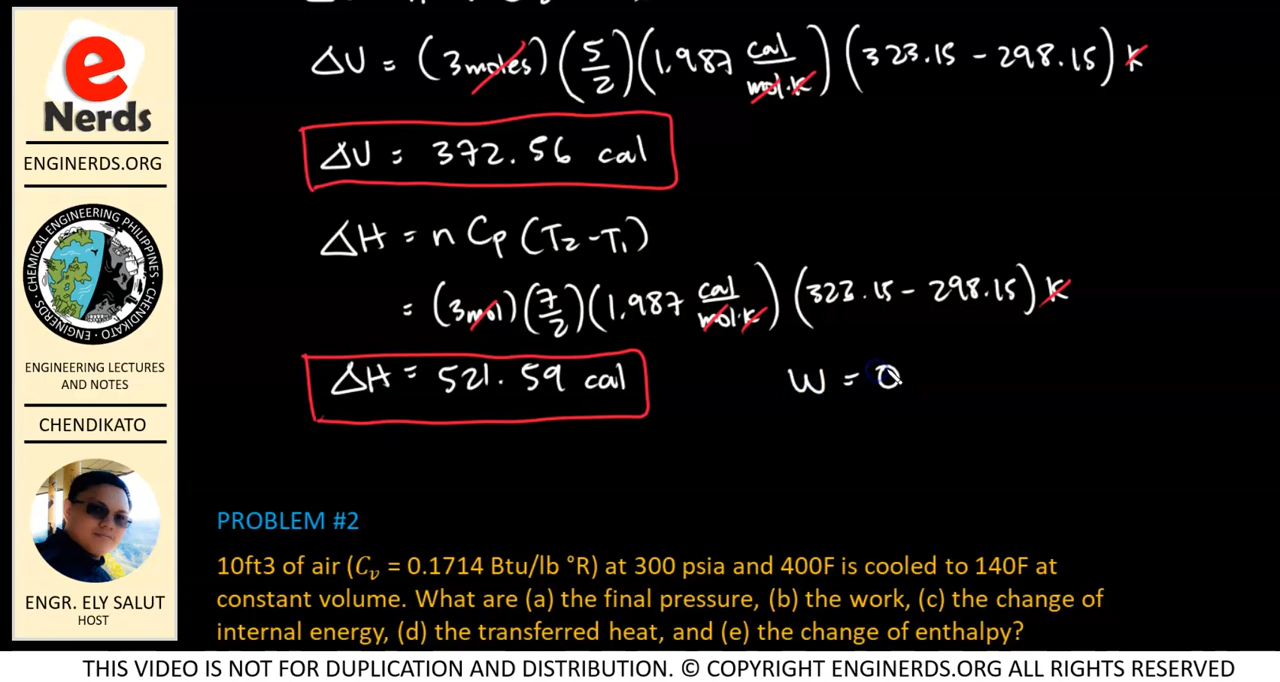 ΔU = (3 moles) (5/2) (1.987 cal/mol·K) (323.15 - 298.15) K
ΔU = 372.56 cal
ΔH = n Cp (T2 - T1)
= (3 mol) (7/2) (1.987 cal/mol·K) (323.15 - 298.15) K
ΔH = 521.59 cal
W = 0
e
Nerds
ENGINERDS.ORG
CHEMICAL ENGINEERING PHILIPPINES
ENGINERDS - CHENDIKATO
ENGINEERING LECTURES
AND NOTES
CHENDIKATO
ENGR. ELY SALUT
HOST
PROBLEM #2
10ft3 of air (Cᵥ = 0.1714 Btu/lb °R) at 300 psia and 400F is cooled to 140F at
constant volume. What are (a) the final pressure, (b) the work, (c) the change of
internal energy, (d) the transferred heat, and (e) the change of enthalpy?
THIS VIDEO IS NOT FOR DUPLICATION AND DISTRIBUTION. © COPYRIGHT ENGINERDS.ORG ALL RIGHTS RESERVED